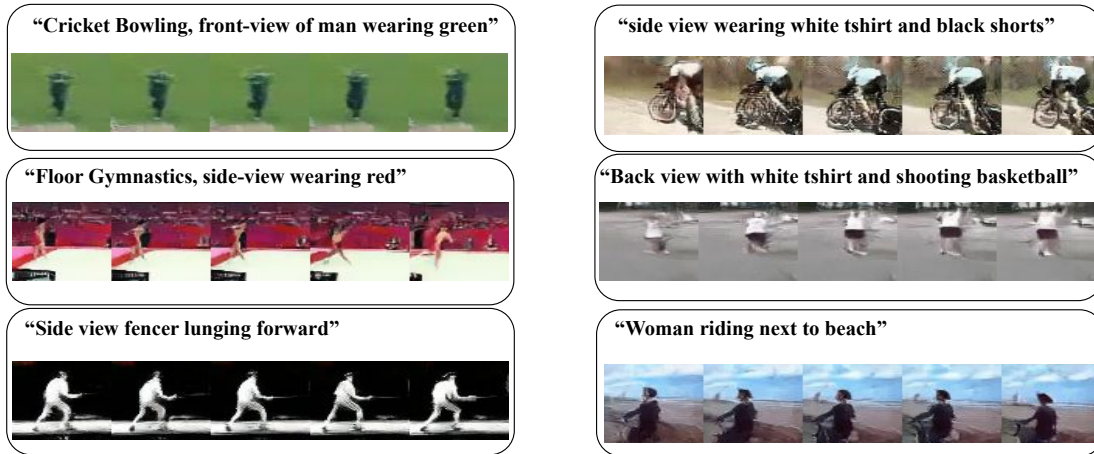 “Cricket Bowling, front-view of man wearing green”
“side view wearing white tshirt and black shorts”
“Floor Gymnastics, side-view wearing red”
“Back view with white tshirt and shooting basketball”
“Side view fencer lunging forward”
“Woman riding next to beach”